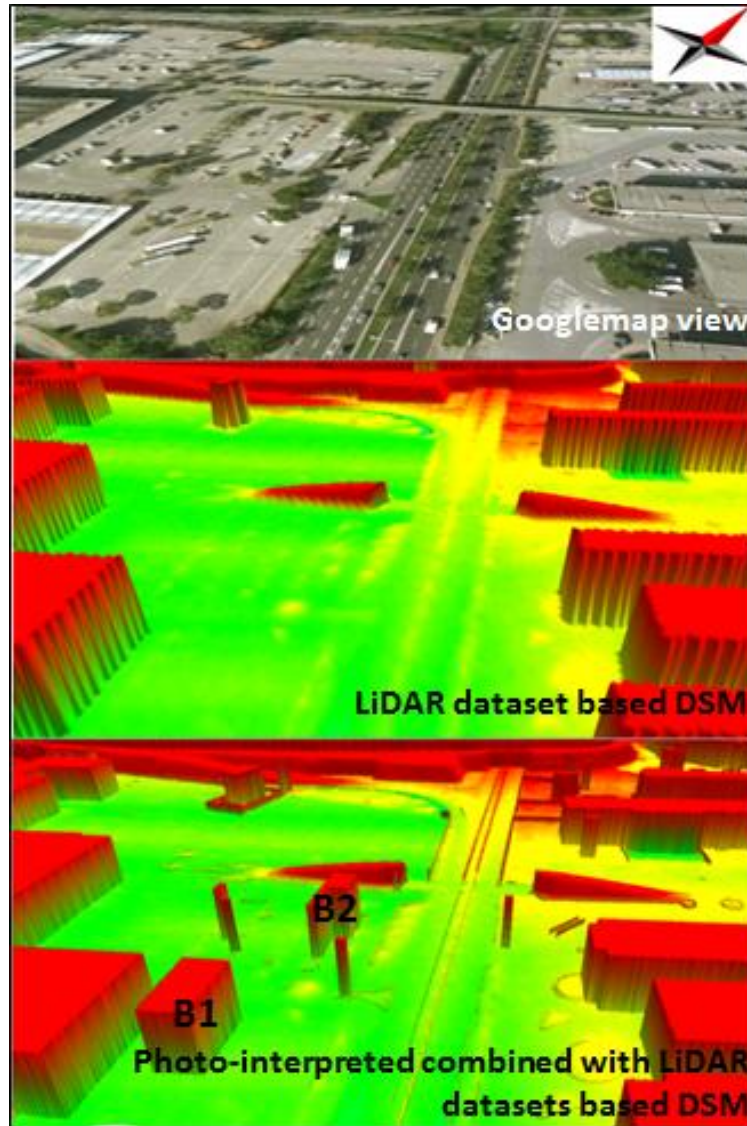 Googlemap view
LiDAR dataset based DSM
B2
B1
Photo-interpreted combined with LiDAR
datasets based DSM